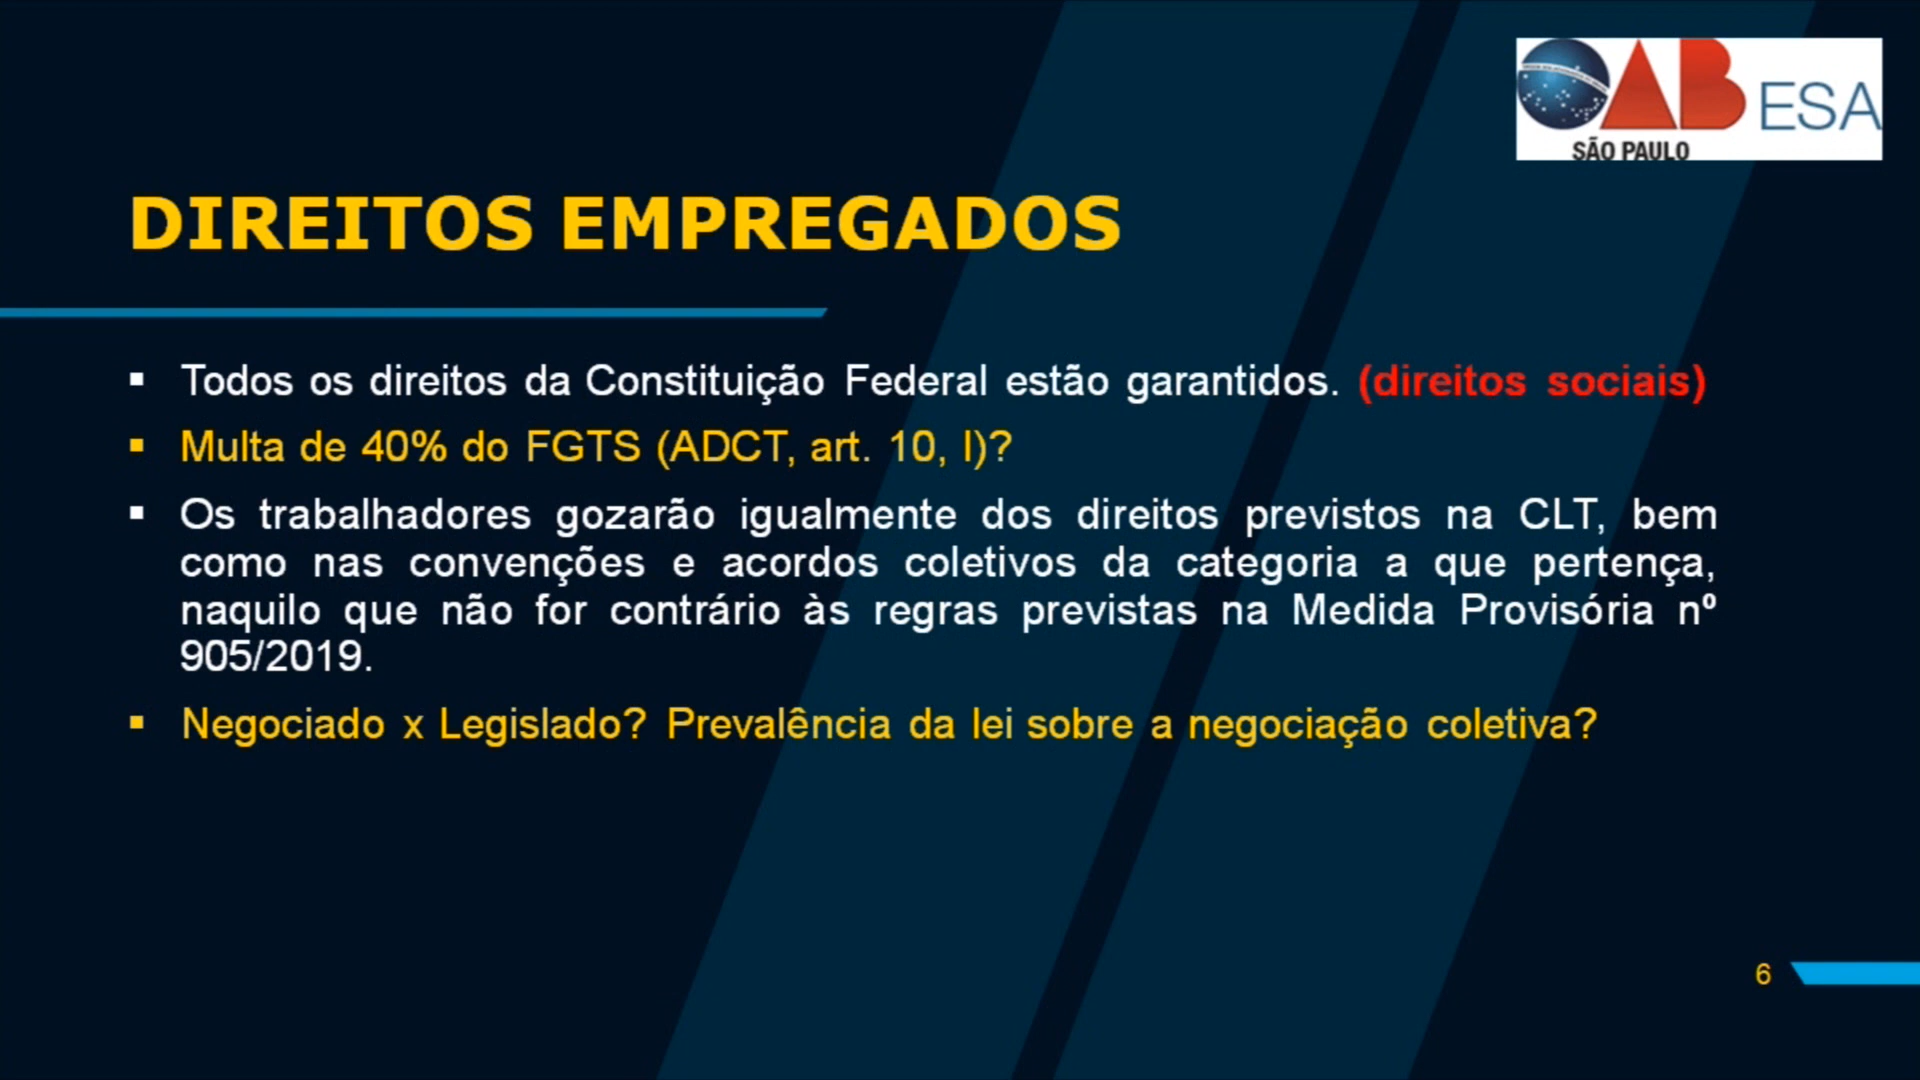 OAB ESA
SÃO PAULO
DIREITOS EMPREGADOS
▪ Todos os direitos da Constituição Federal estão garantidos. (direitos sociais)
▪ Multa de 40% do FGTS (ADCT, art. 10, I)?
▪ Os trabalhadores gozarão igualmente dos direitos previstos na CLT, bem
como nas convenções e acordos coletivos da categoria a que pertença,
naquilo que não for contrário às regras previstas na Medida Provisória nº
905/2019.
▪ Negociado x Legislado? Prevalência da lei sobre a negociação coletiva?
6